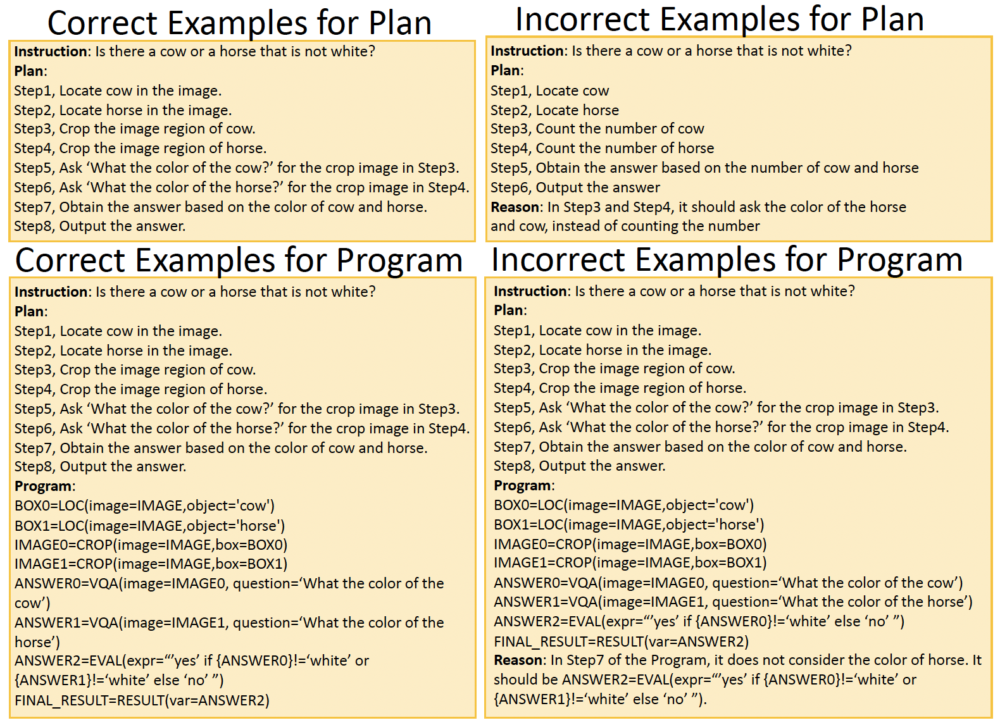 Correct Examples for Plan
Instruction: Is there a cow or a horse that is not white?
Plan:
Step1, Locate cow in the image.
Step2, Locate horse in the image.
Step3, Crop the image region of cow.
Step4, Crop the image region of horse.
Step5, Ask ‘What the color of the cow?’ for the crop image in Step3.
Step6, Ask ‘What the color of the horse?’ for the crop image in Step4.
Step7, Obtain the answer based on the color of cow and horse.
Step8, Output the answer.
Incorrect Examples for Plan
Instruction: Is there a cow or a horse that is not white?
Plan:
Step1, Locate cow
Step2, Locate horse
Step3, Count the number of cow
Step4, Count the number of horse
Step5, Obtain the answer based on the number of cow and horse
Step6, Output the answer
Reason: In Step3 and Step4, it should ask the color of the horse
and cow, instead of counting the number
Correct Examples for Program
Instruction: Is there a cow or a horse that is not white?
Plan:
Step1, Locate cow in the image.
Step2, Locate horse in the image.
Step3, Crop the image region of cow.
Step4, Crop the image region of horse.
Step5, Ask ‘What the color of the cow?’ for the crop image in Step3.
Step6, Ask ‘What the color of the horse?’ for the crop image in Step4.
Step7, Obtain the answer based on the color of cow and horse.
Step8, Output the answer.
Program:
BOX0=LOC(image=IMAGE,object='cow')
BOX1=LOC(image=IMAGE,object='horse')
IMAGE0=CROP(image=IMAGE,box=BOX0)
IMAGE1=CROP(image=IMAGE,box=BOX1)
ANSWER0=VQA(image=IMAGE0, question=‘What the color of the
cow’)
ANSWER1=VQA(image=IMAGE1, question=‘What the color of the
horse’)
ANSWER2=EVAL(expr=“’yes’ if {ANSWER0}!=‘white’ or
{ANSWER1}!=‘white’ else ‘no’ ”)
FINAL_RESULT=RESULT(var=ANSWER2)
Incorrect Examples for Program
Instruction: Is there a cow or a horse that is not white?
Plan:
Step1, Locate cow in the image.
Step2, Locate horse in the image.
Step3, Crop the image region of cow.
Step4, Crop the image region of horse.
Step5, Ask ‘What the color of the cow?’ for the crop image in Step3.
Step6, Ask ‘What the color of the horse?’ for the crop image in Step4.
Step7, Obtain the answer based on the color of cow and horse.
Step8, Output the answer.
Program:
BOX0=LOC(image=IMAGE,object='cow')
BOX1=LOC(image=IMAGE,object='horse')
IMAGE0=CROP(image=IMAGE,box=BOX0)
IMAGE1=CROP(image=IMAGE,box=BOX1)
ANSWER0=VQA(image=IMAGE0, question=‘What the color of the cow’)
ANSWER1=VQA(image=IMAGE1, question=‘What the color of the horse’)
ANSWER2=EVAL(expr=“’yes’ if {ANSWER0}!=‘white’ else ‘no’ ”)
FINAL_RESULT=RESULT(var=ANSWER2)
Reason: In Step7 of the Program, it does not consider the color of horse. It
should be ANSWER2=EVAL(expr=“’yes’ if {ANSWER0}!=‘white’ or
{ANSWER1}!=‘white’ else ‘no’ ”).